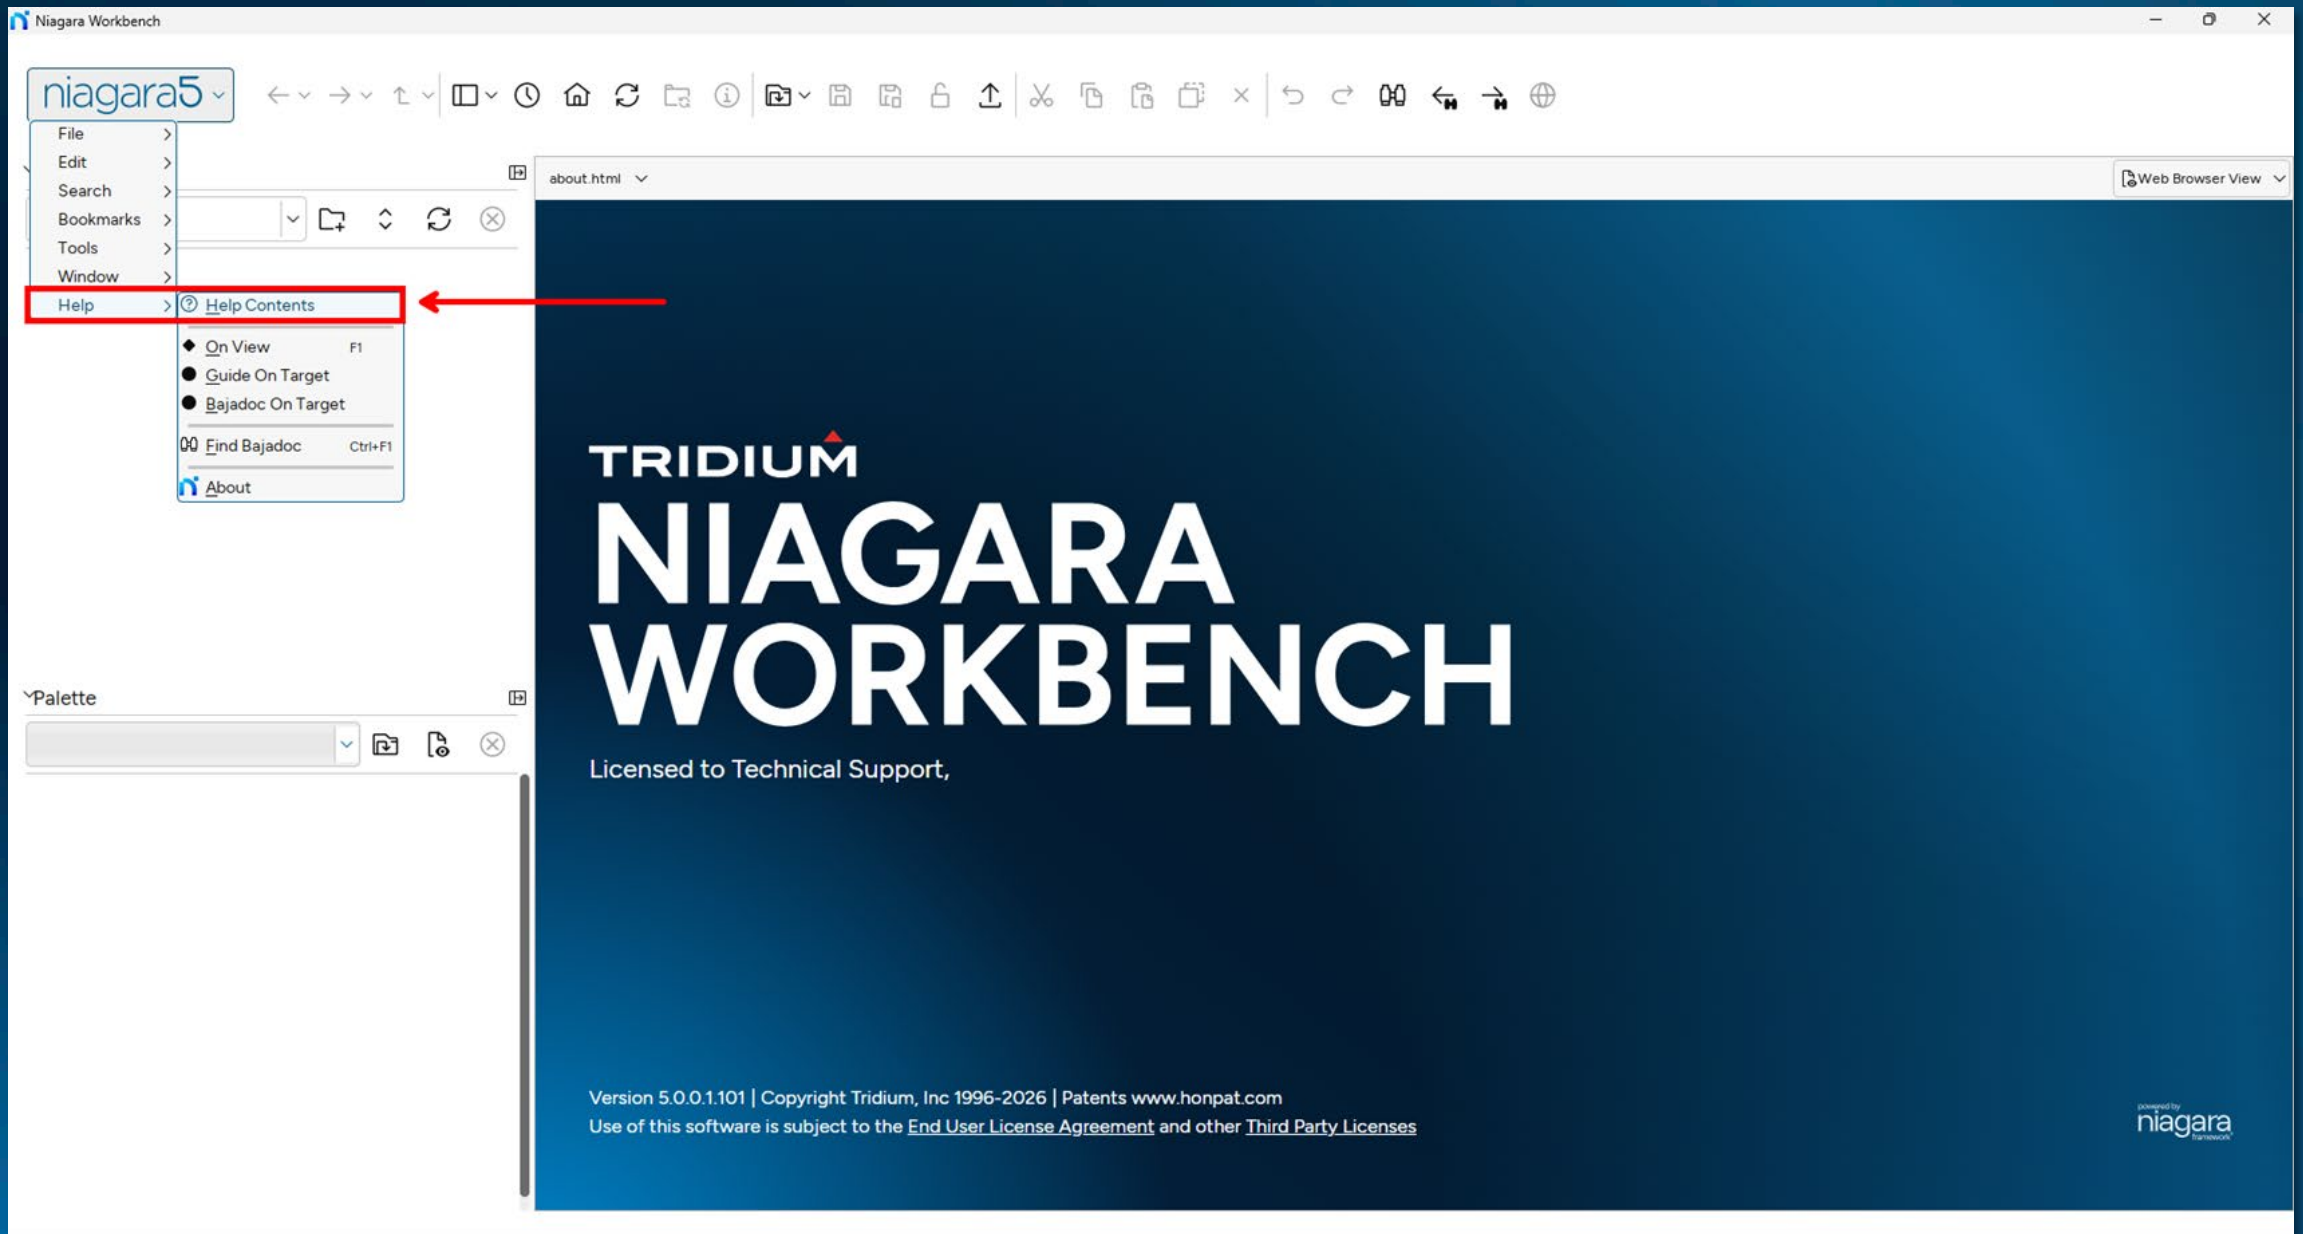 Niagara Workbench
niagara5
File
Edit
Search
Bookmarks
Tools
Window
Help
Help Contents
On View F1
Guide On Target
Bajadoc On Target
Find Bajadoc Ctrl+F1
About
about.html
Web Browser View
TRIDIUM
NIAGARA
WORKBENCH
Licensed to Technical Support,
Palette
Version 5.0.0.1.101 | Copyright Tridium, Inc 1996-2026 | Patents www.honpat.com
Use of this software is subject to the End User License Agreement and other Third Party Licenses
powered by
niagara
framework